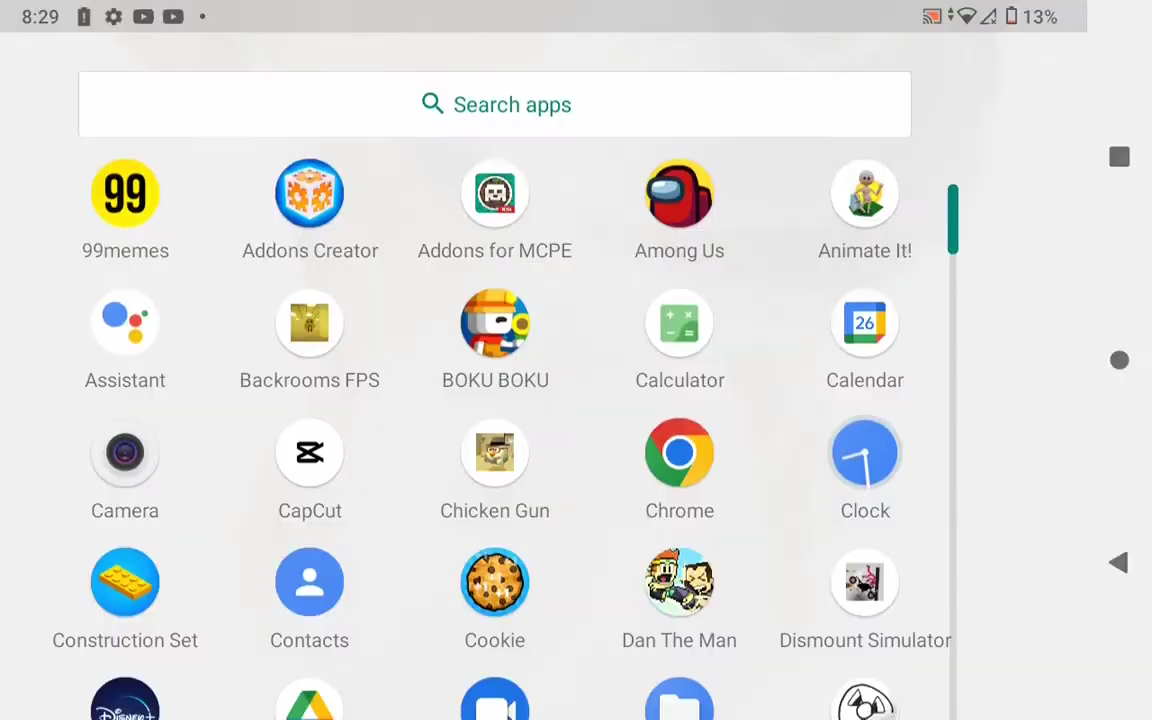 8:29 13%
Search apps
99
99memes Addons Creator Addons for MCPE Among Us Animate It!
26
Assistant Backrooms FPS BOKU BOKU Calculator Calendar
Camera CapCut Chicken Gun Chrome Clock
Construction Set Contacts Cookie Dan The Man Dismount Simulator
Disney+